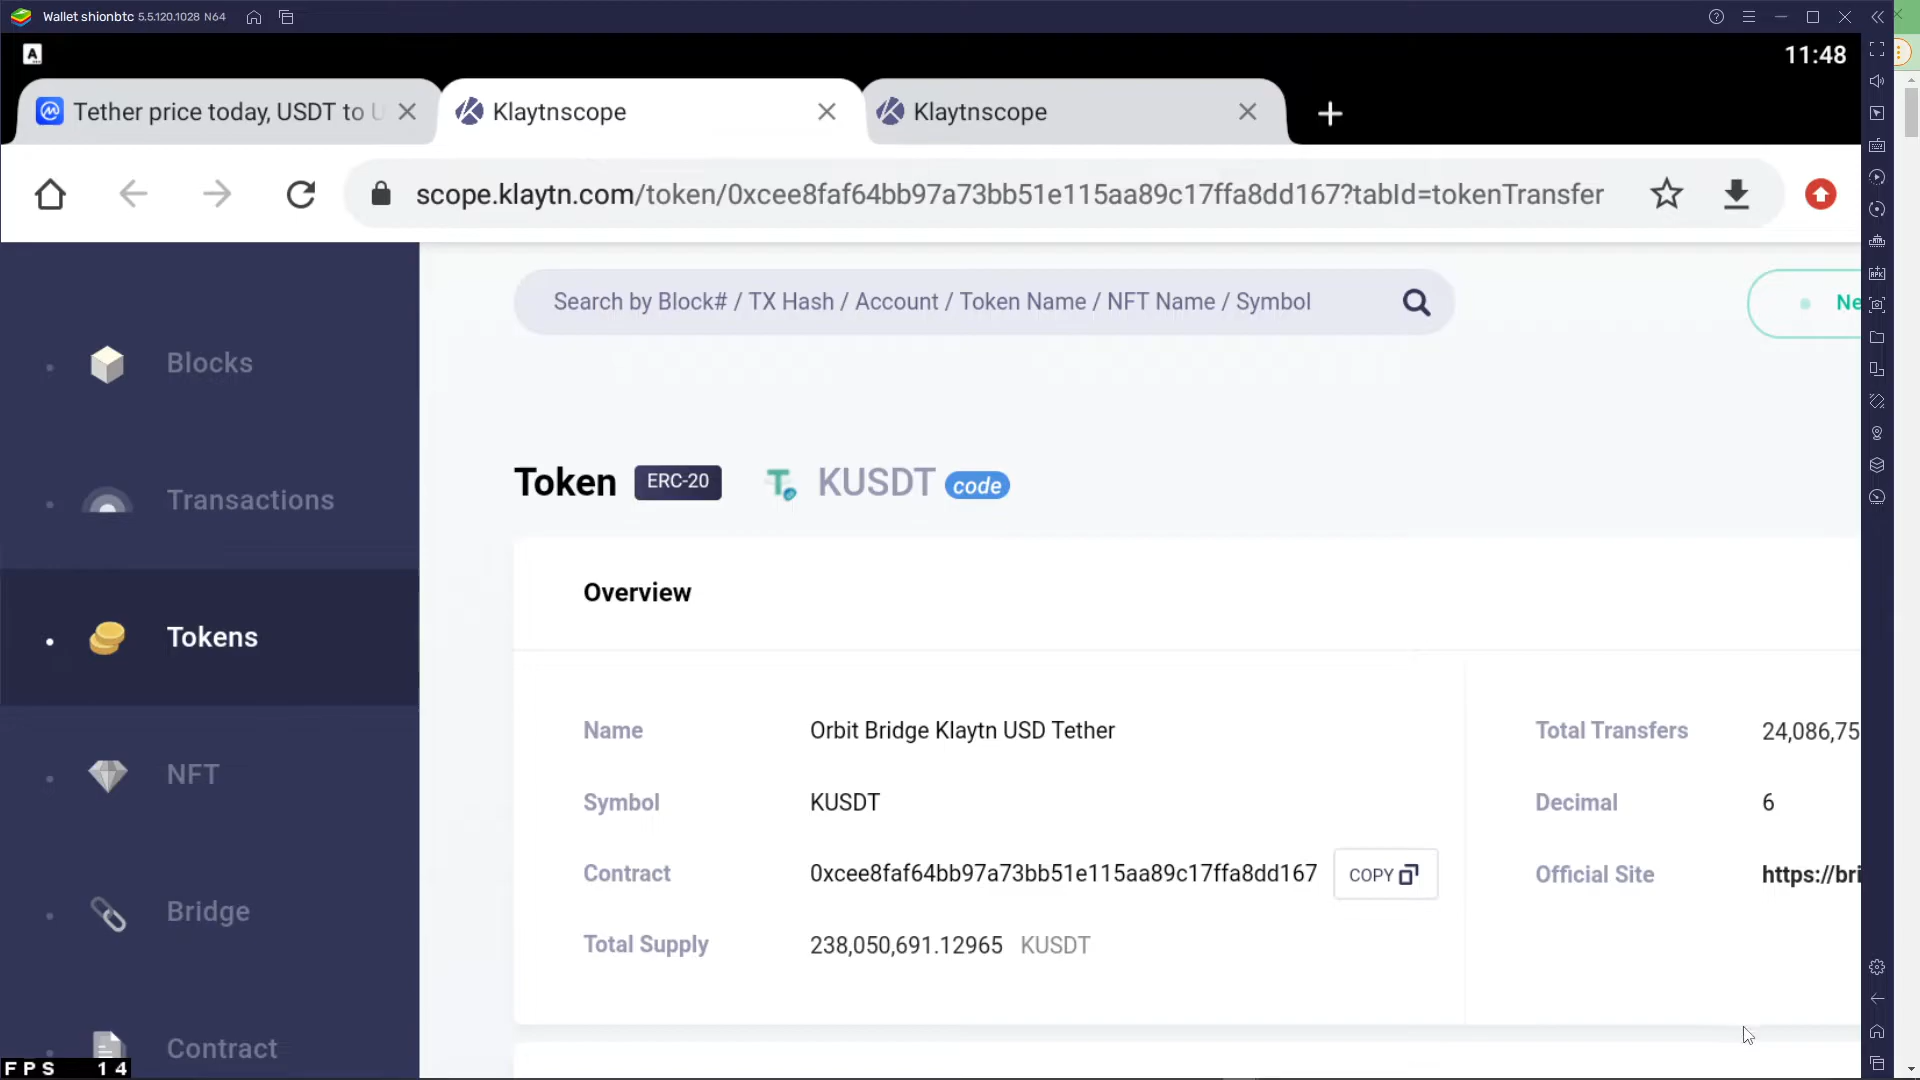 Wallet shionbtc 5.5.120.1028 N64
A
11:48
Tether price today, USDT to U
Klaytnscope
Klaytnscope
scope.klaytn.com/token/0xcee8faf64bb97a73bb51e115aa89c17ffa8dd167?tabId=tokenTransfer
Search by Block# / TX Hash / Account / Token Name / NFT Name / Symbol
Ne
Blocks
Transactions
Tokens
NFT
Bridge
Contract
Token ERC-20 KUSDT code
Overview
Name Orbit Bridge Klaytn USD Tether
Symbol KUSDT
Contract 0xcee8faf64bb97a73bb51e115aa89c17ffa8dd167 COPY
Total Supply 238,050,691.12965 KUSDT
Total Transfers 24,086,75
Decimal 6
Official Site https://bri
FPS 14